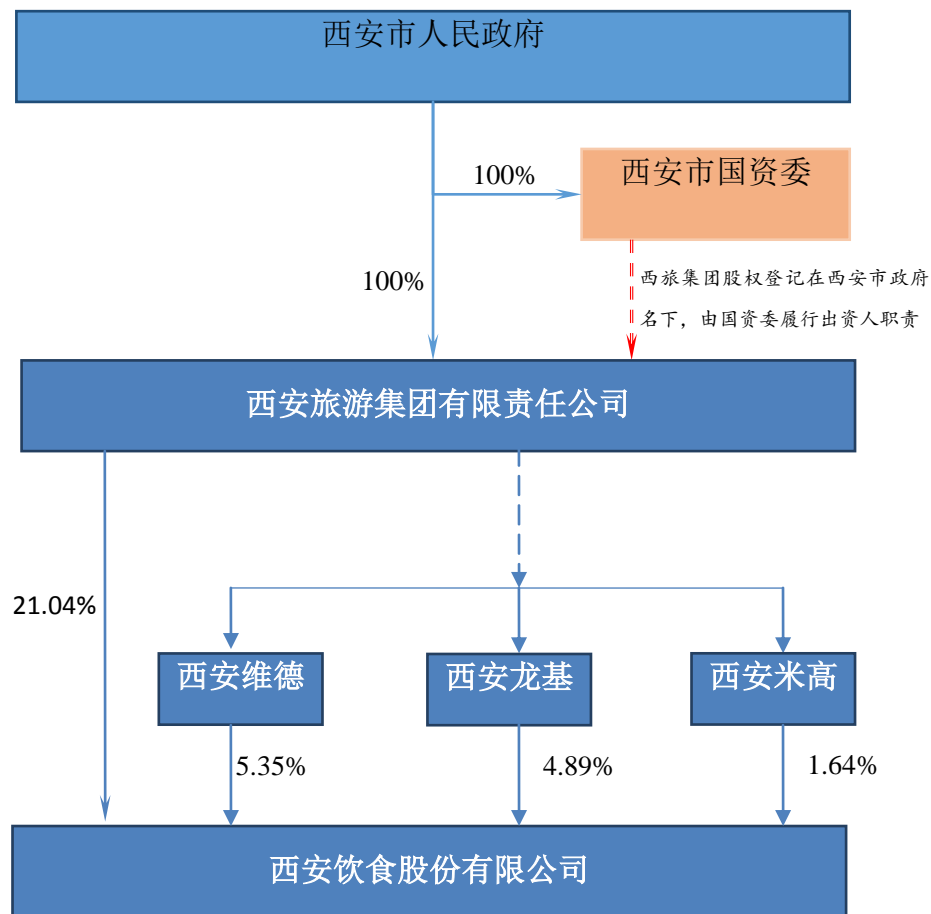 西安市人民政府
100%
西安市国资委
100%
西旅集团股权登记在西安市政府
名下，由国资委履行出资人职责
西安旅游集团有限责任公司
21.04%
西安维德
西安龙基
西安米高
5.35%
4.89%
1.64%
西安饮食股份有限公司